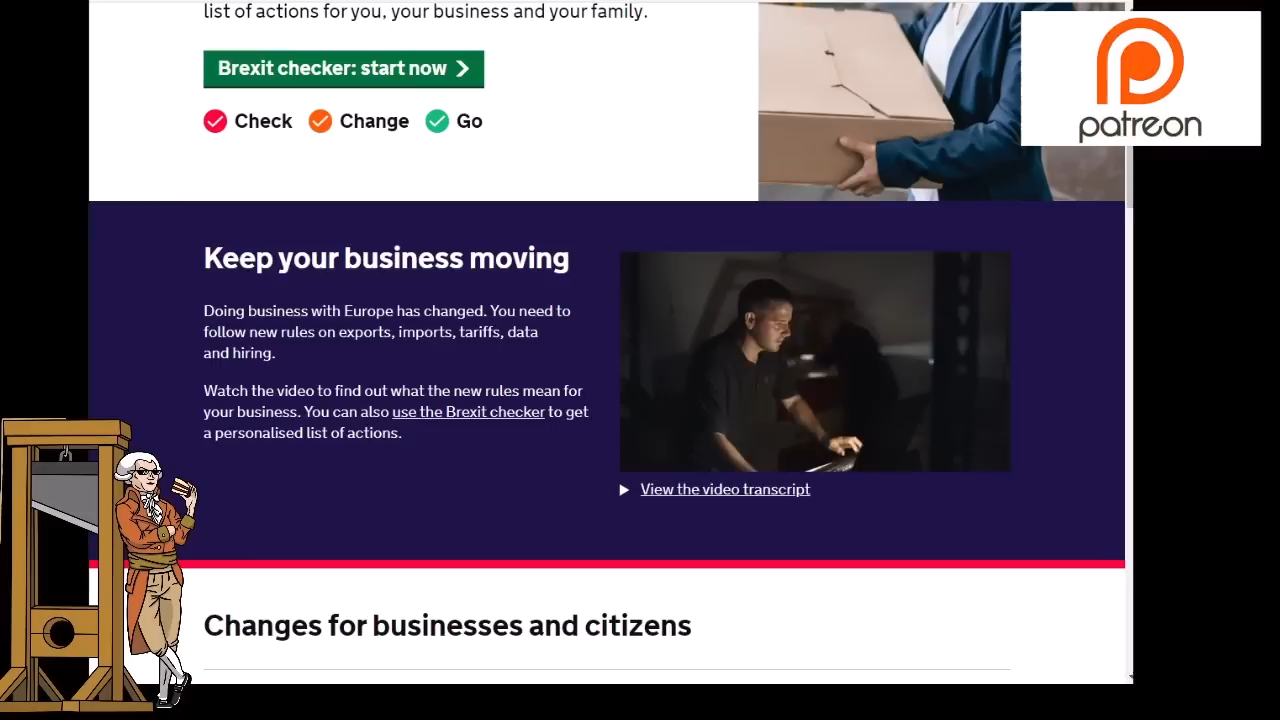 list of actions for you, your business and your family.
Brexit checker: start now
Check Change Go
patreon
Keep your business moving
Doing business with Europe has changed. You need to
follow new rules on exports, imports, tariffs, data
and hiring.
Watch the video to find out what the new rules mean for
your business. You can also use the Brexit checker to get
a personalised list of actions.
View the video transcript
Changes for businesses and citizens